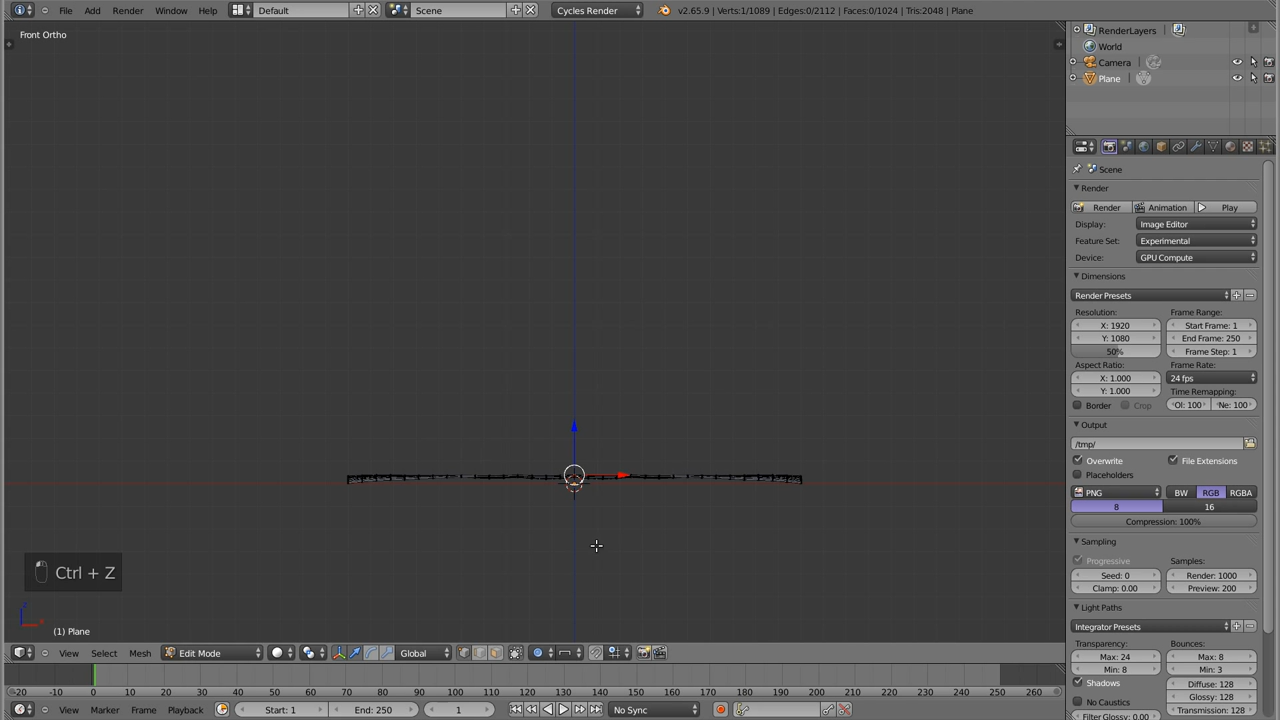 File Add Render Window Help Default Scene Cycles Render v2.65.9 | Verts:1/1089 | Edges:0/2112 | Faces:0/1024 | Tris:2048 | Plane
Front Ortho
RenderLayers
World
Camera
Plane
Scene
Render
Render Animation Play
Display: Image Editor
Feature Set: Experimental
Device: GPU Compute
Dimensions
Render Presets
Resolution: Frame Range:
X: 1920 Start Frame: 1
Y: 1080 End Frame: 250
50% Frame Step: 1
Aspect Ratio: Frame Rate:
X: 1.000 24 fps
Y: 1.000 Time Remapping:
Border Crop Ol: 100 Ne: 100
Output
/tmp/
Overwrite File Extensions
Placeholders
PNG BW RGB RGBA
8 16
Compression: 100%
Sampling
Progressive Samples:
Seed: 0 Render: 1000
Clamp: 0.00 Preview: 200
Light Paths
Integrator Presets
Transparency: Bounces:
Max: 24 Max: 8
Min: 8 Min: 3
Shadows Diffuse: 128
No Caustics Glossy: 128
Filter Glossy: 0.00 Transmission: 128
Ctrl + Z
(1) Plane
View Select Mesh Edit Mode Global
-20 -10 0 10 20 30 40 50 60 70 80 90 100 110 120 130 140 150 160 170 180 190 200 210 220 230 240 250 260
View Marker Frame Playback Start: 1 End: 250 1 No Sync